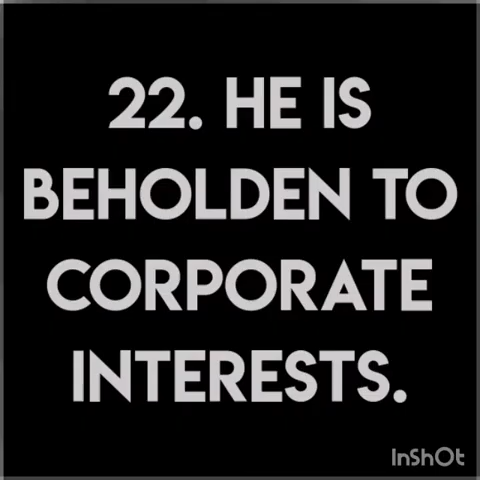 22. HE IS
BEHOLDEN TO
CORPORATE
INTERESTS.
InShOt